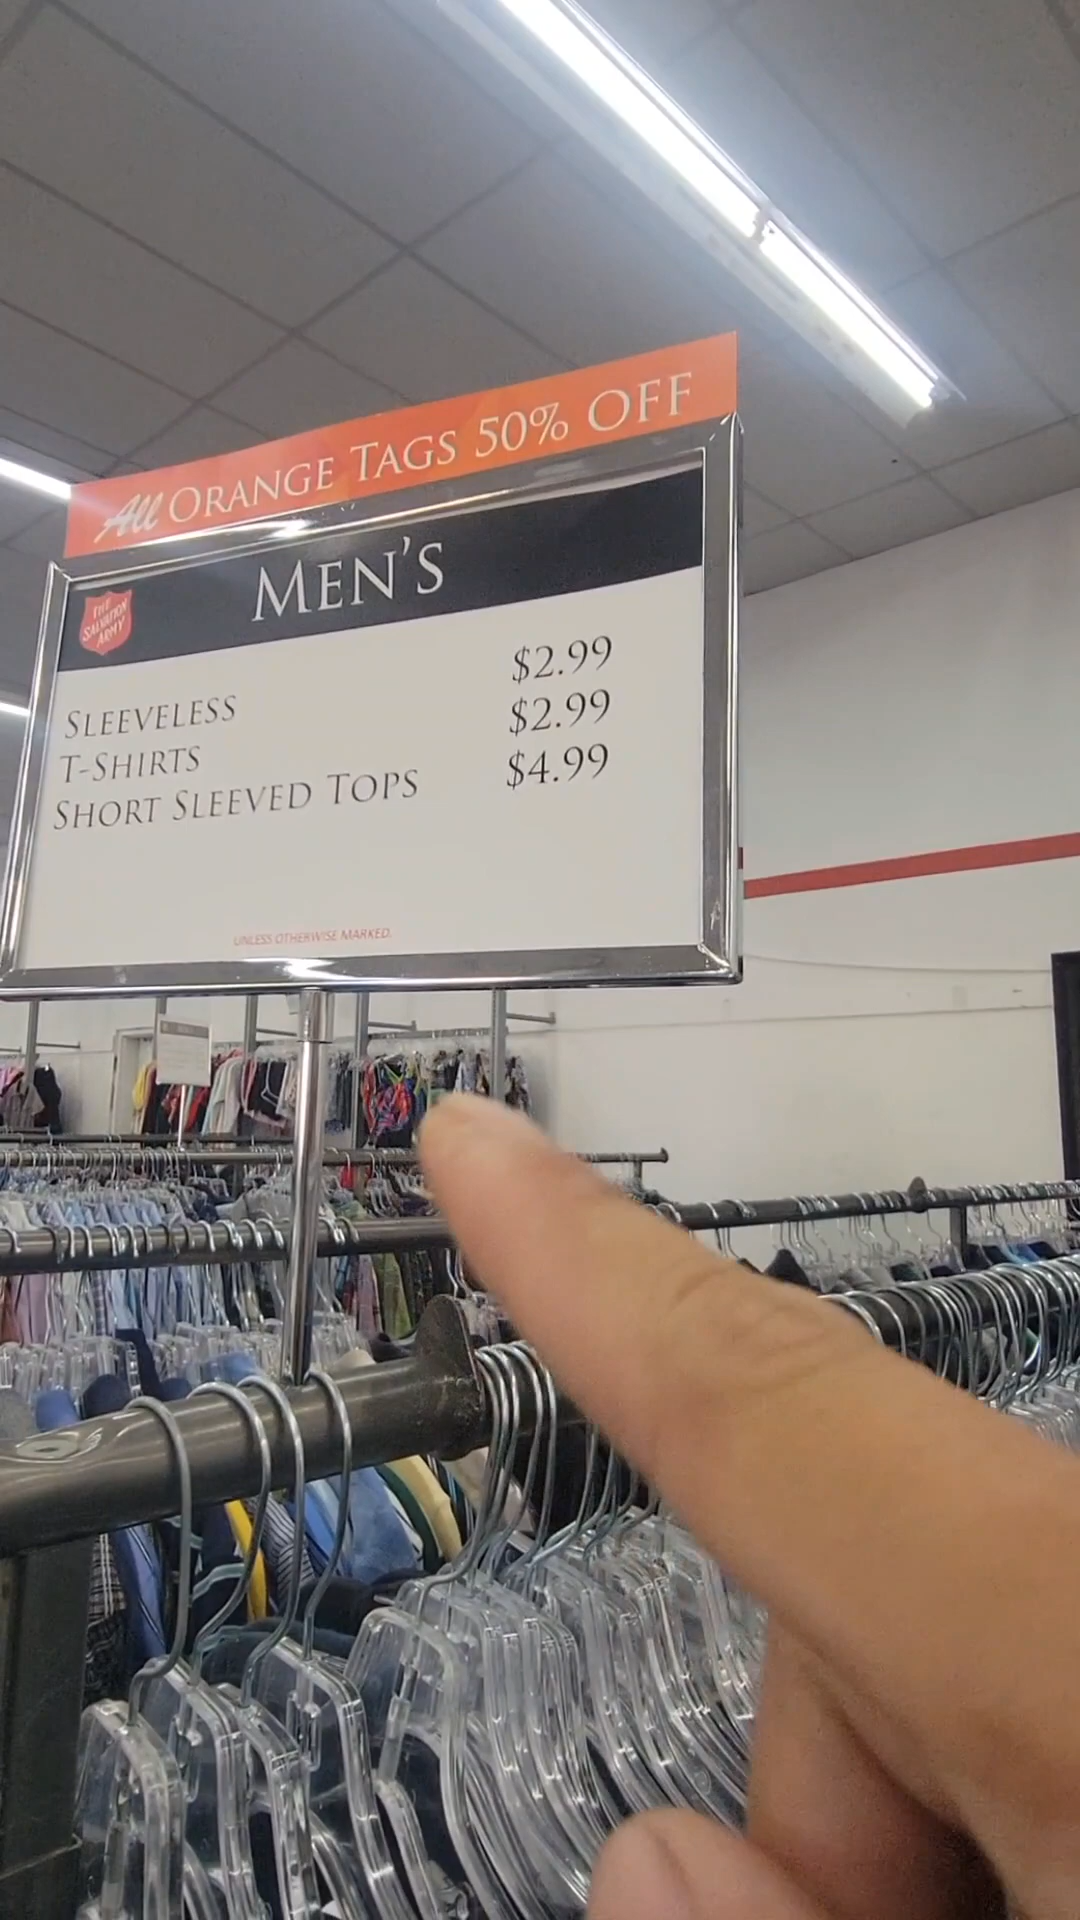 All ORANGE TAGS 50% OFF
MEN'S
THE
SALVATION
ARMY
SLEEVELESS $2.99
T-SHIRTS $2.99
SHORT SLEEVED TOPS $4.99
UNLESS OTHERWISE MARKED.